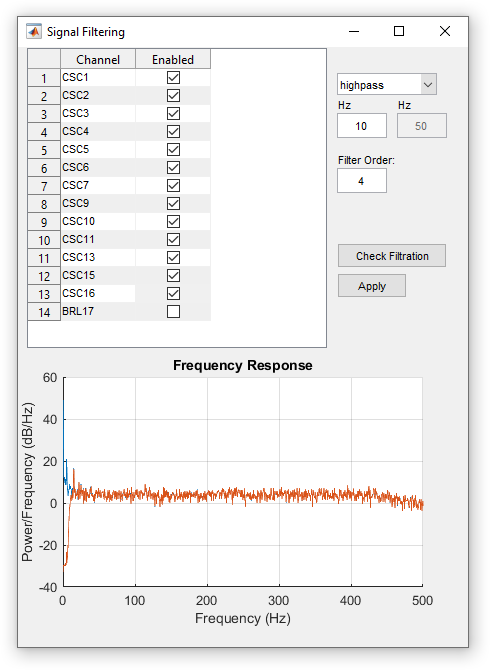 Signal Filtering
Channel Enabled
1 CSC1
2 CSC2
3 CSC3
4 CSC4
5 CSC5
6 CSC6
7 CSC7
8 CSC9
9 CSC10
10 CSC11
11 CSC13
12 CSC15
13 CSC16
14 BRL17
highpass
Hz Hz
10 50
Filter Order:
4
Check Filtration
Apply
Frequency Response
Power/Frequency (dB/Hz)
60
40
20
0
-20
-40
0 100 200 300 400 500
Frequency (Hz)